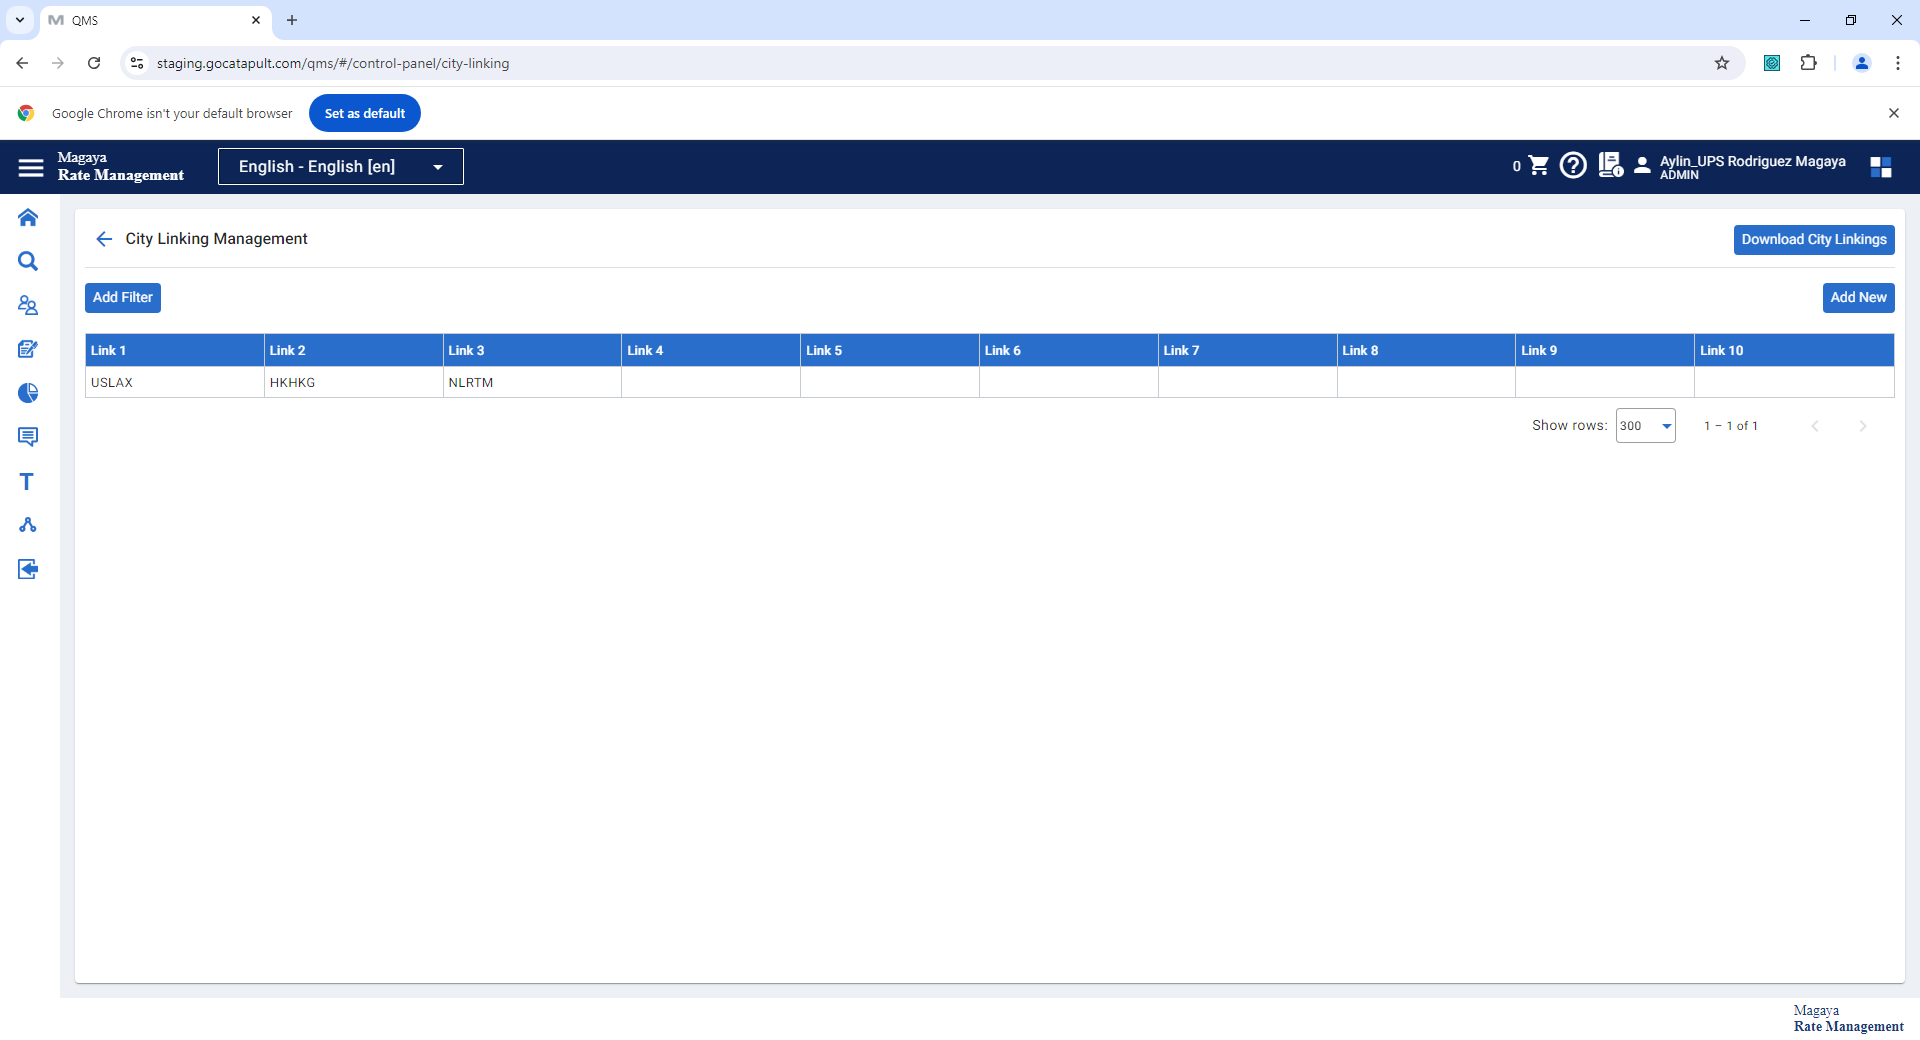 QMS
staging.gocatapult.com/qms/#/control-panel/city-linking
Google Chrome isn't your default browser
Set as default
Magaya
Rate Management
English - English [en]
0
Aylin_UPS Rodriguez Magaya
ADMIN
City Linking Management
Download City Linkings
Add Filter
Add New
Link 1 Link 2 Link 3 Link 4 Link 5 Link 6 Link 7 Link 8 Link 9 Link 10
USLAX HKHKG NLRTM
Show rows: 300 1 – 1 of 1
Magaya
Rate Management